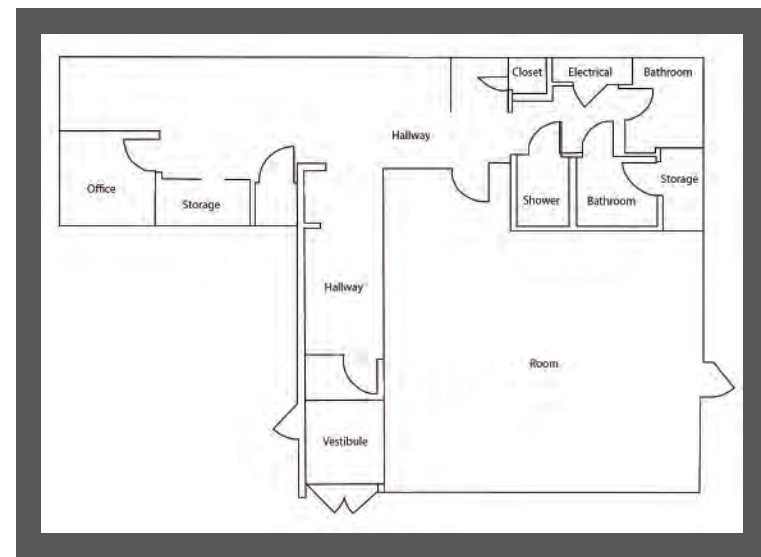 Closet
Electrical
Bathroom
Hallway
Office
Storage
Shower
Bathroom
Storage
Hallway
Room
Vestibule